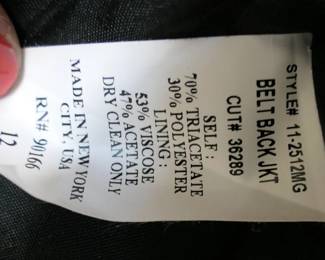 STYLE# 11-2512MG
BELT BACK JKT
CUT# 36289
SELF :
70% TRIACETATE
30% POLYESTER
LINING :
53% VISCOSE
47% ACETATE
DRY CLEAN ONLY
MADE IN NEW YORK
CITY, USA
RN# 90166
12